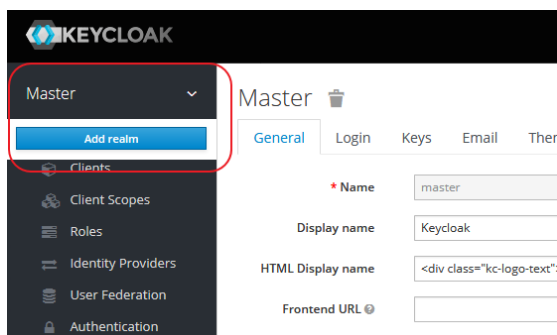 KEYCLOAK
Master
Add realm
Clients
Client Scopes
Roles
Identity Providers
User Federation
Authentication
Master
General Login Keys Email
* Name master
Display name Keycloak
HTML Display name <div class="kc-logo-text">
Frontend URL